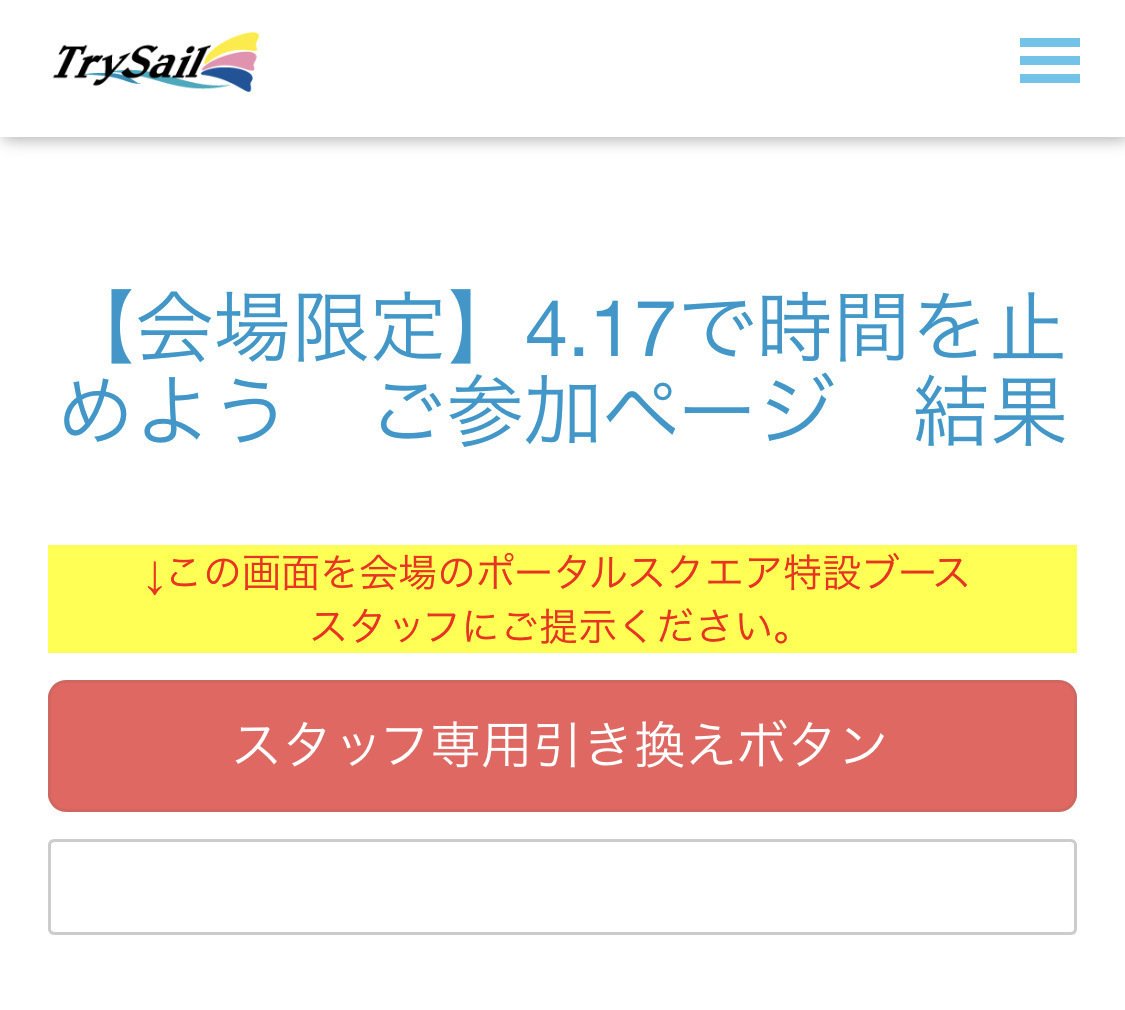 TrySail
【会場限定】4.17で時間を止
めよう　ご参加ページ　結果
↓この画面を会場のポータルスクエア特設ブース
スタッフにご提示ください。
スタッフ専用引き換えボタン